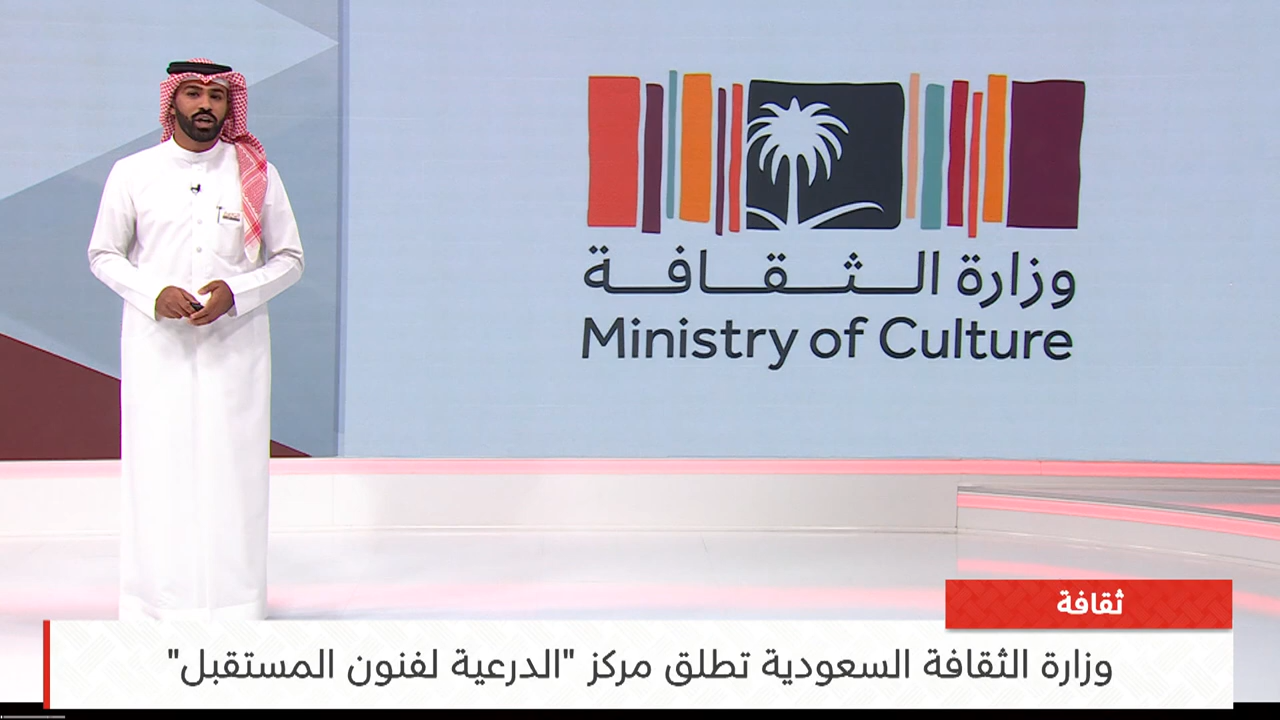 وزارة الثقافة
Ministry of Culture
ثقافة
وزارة الثقافة السعودية تطلق مركز "الدرعية لفنون المستقبل"